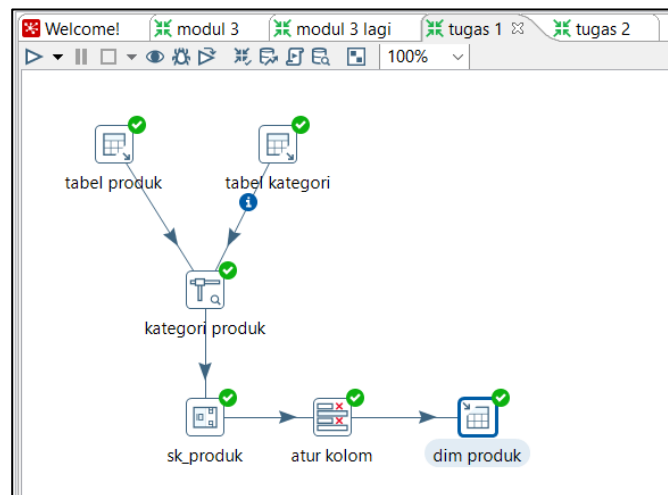 Welcome! modul 3 modul 3 lagi tugas 1 tugas 2
100%
tabel produk tabel kategori
kategori produk
sk_produk atur kolom dim produk